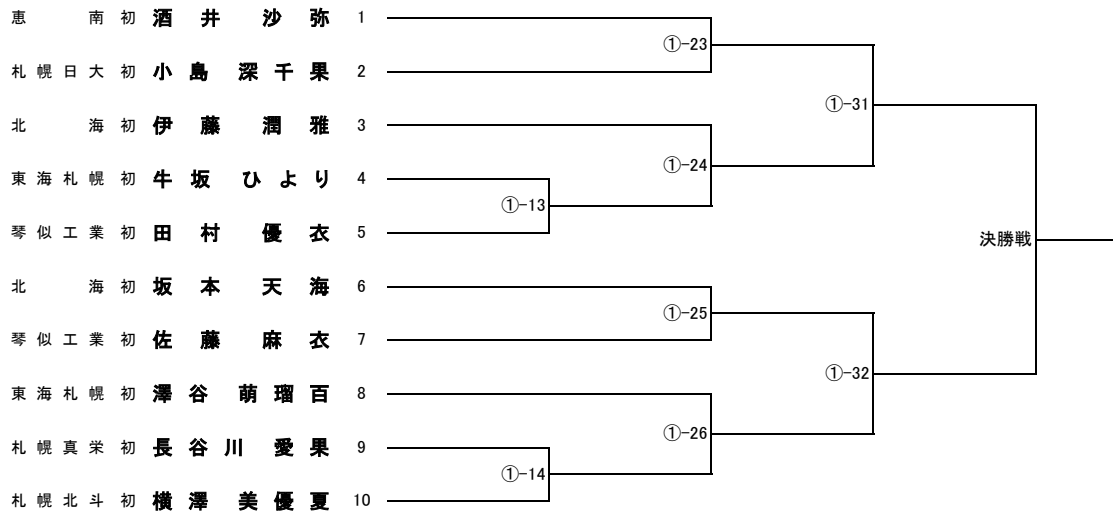 恵南 初 酒井 沙弥 1
①-23
札幌日大 初 小島 深千果 2
①-31
北海 初 伊藤 潤雅 3
①-24
東海札幌 初 牛坂 ひより 4
①-13
琴似工業 初 田村 優衣 5
決勝戦
北海 初 坂本 天海 6
①-25
琴似工業 初 佐藤 麻衣 7
①-32
東海札幌 初 澤谷 萌瑠百 8
①-26
札幌真栄 初 長谷川 愛果 9
①-14
札幌北斗 初 横澤 美優夏 10